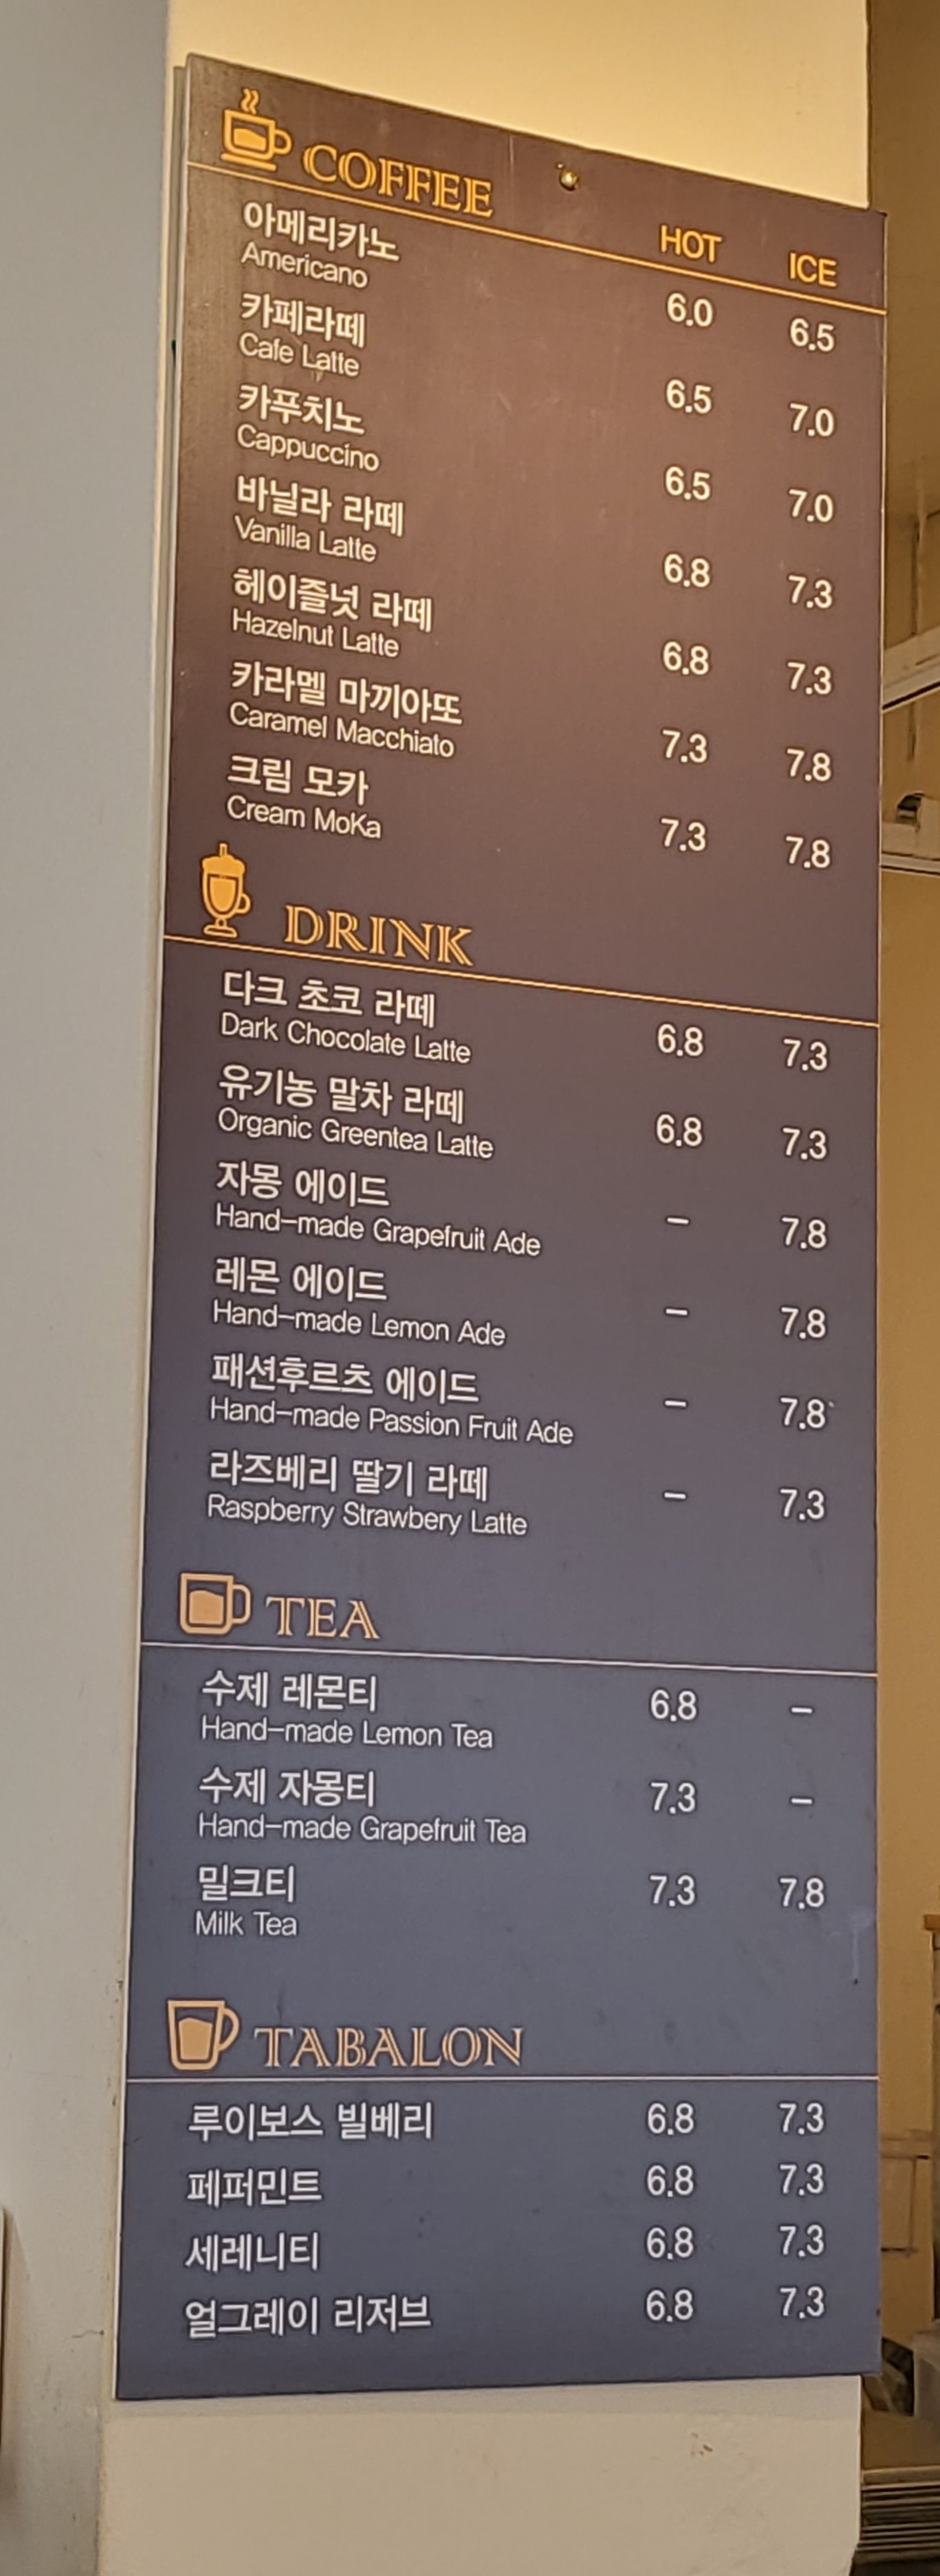 COFFEE
HOT ICE
아메리카노 6.0 6.5
Americano
카페라떼 6.5 7.0
Cafe Latte
카푸치노 6.5 7.0
Cappuccino
바닐라 라떼 6.8 7.3
Vanilla Latte
헤이즐넛 라떼 6.8 7.3
Hazelnut Latte
카라멜 마끼아또 7.3 7.8
Caramel Macchiato
크림 모카 7.3 7.8
Cream MoKa
DRINK
다크 초코 라떼 6.8 7.3
Dark Chocolate Latte
유기농 말차 라떼 6.8 7.3
Organic Greentea Latte
자몽 에이드 – 7.8
Hand-made Grapefruit Ade
레몬 에이드 – 7.8
Hand-made Lemon Ade
패션후르츠 에이드 – 7.8
Hand-made Passion Fruit Ade
라즈베리 딸기 라떼 – 7.3
Raspberry Strawbery Latte
TEA
수제 레몬티 6.8 –
Hand-made Lemon Tea
수제 자몽티 7.3 –
Hand-made Grapefruit Tea
밀크티 7.3 7.8
Milk Tea
TABALON
루이보스 빌베리 6.8 7.3
페퍼민트 6.8 7.3
세레니티 6.8 7.3
얼그레이 리저브 6.8 7.3